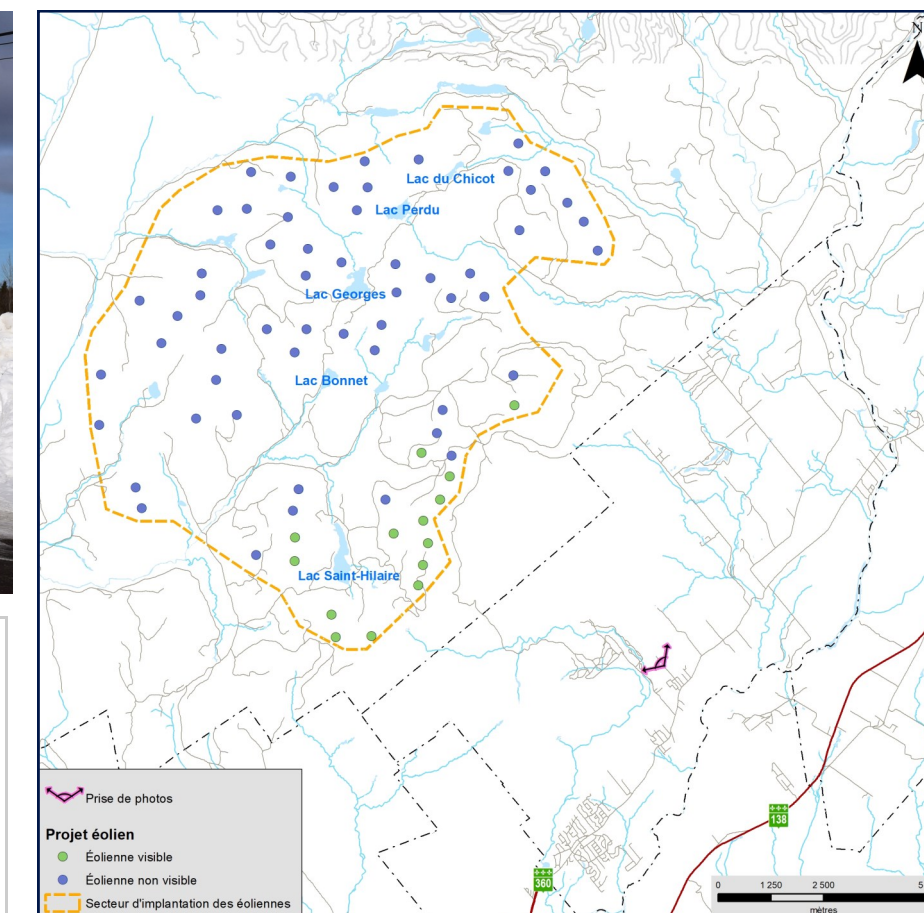 N
Lac du Chicot
Lac Perdu
Lac Georges
Lac Bonnet
Lac Saint-Hilaire
Prise de photos
Projet éolien
Éolienne visible
Éolienne non visible
Secteur d'implantation des éoliennes
138
360
0 1 250 2 500
mètres